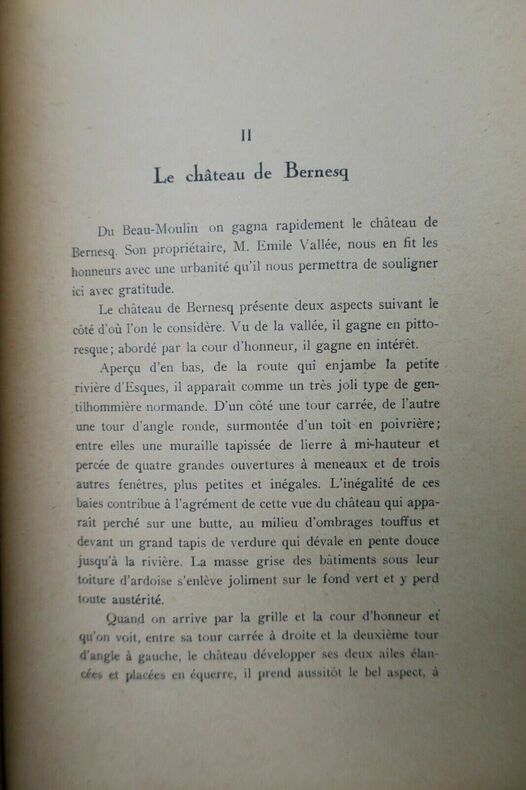 II
Le château de Bernesq
Du Beau-Moulin on gagna rapidement le château de
Bernesq. Son propriétaire, M. Emile Vallée, nous en fit les
honneurs avec une urbanité qu'il nous permettra de souligner
ici avec gratitude.
Le château de Bernesq présente deux aspects suivant le
côté d'où l'on le considère. Vu de la vallée, il gagne en pitto-
resque; abordé par la cour d'honneur, il gagne en intérêt.
Aperçu d'en bas, de la route qui enjambe la petite
rivière d'Esques, il apparaît comme un très joli type de gen-
tilhommière normande. D'un côté une tour carrée, de l'autre
une tour d'angle ronde, surmontée d'un toit en poivrière;
entre elles une muraille tapissée de lierre à mi-hauteur et
percée de quatre grandes ouvertures à meneaux et de trois
autres fenêtres, plus petites et inégales. L'inégalité de ces
baies contribue à l'agrément de cette vue du château qui appa-
raît perché sur une butte, au milieu d'ombrages touffus et
devant un grand tapis de verdure qui dévale en pente douce
jusqu'à la rivière. La masse grise des bâtiments sous leur
toiture d'ardoise s'enlève joliment sur le fond vert et y perd
toute austérité.
Quand on arrive par la grille et la cour d'honneur et
qu'on voit, entre sa tour carrée à droite et la deuxième tour
d'angle à gauche, le château développer ses deux ailes élan-
cées et placées en équerre, il prend aussitôt le bel aspect, à